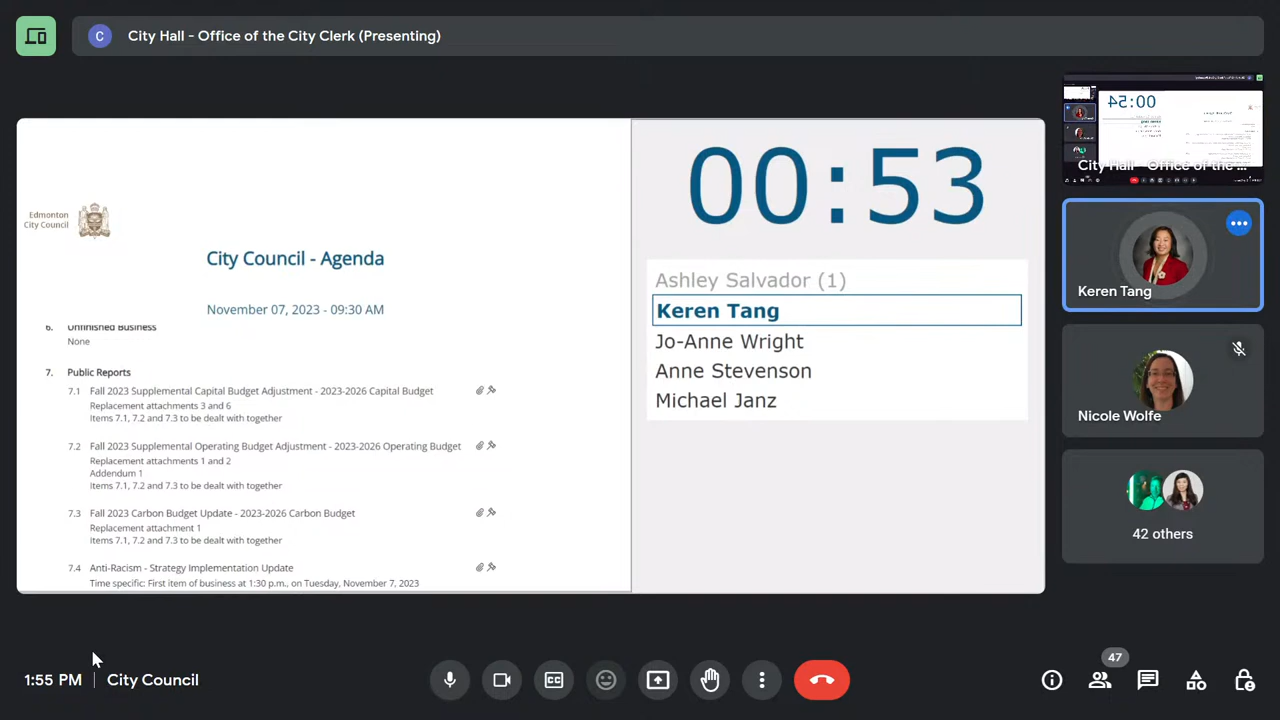 C City Hall - Office of the City Clerk (Presenting)
Edmonton
City Council
City Council - Agenda
November 07, 2023 - 09:30 AM
6. Unfinished Business
None
7. Public Reports
7.1 Fall 2023 Supplemental Capital Budget Adjustment - 2023-2026 Capital Budget
Replacement attachments 3 and 6
Items 7.1, 7.2 and 7.3 to be dealt with together
7.2 Fall 2023 Supplemental Operating Budget Adjustment - 2023-2026 Operating Budget
Replacement attachments 1 and 2
Addendum 1
Items 7.1, 7.2 and 7.3 to be dealt with together
7.3 Fall 2023 Carbon Budget Update - 2023-2026 Carbon Budget
Replacement attachment 1
Items 7.1, 7.2 and 7.3 to be dealt with together
7.4 Anti-Racism - Strategy Implementation Update
Time specific: First item of business at 1:30 p.m., on Tuesday, November 7, 2023
00:53
Ashley Salvador (1)
Keren Tang
Jo-Anne Wright
Anne Stevenson
Michael Janz
00:54
City Hall - Office of the ...
Keren Tang
Nicole Wolfe
42 others
1:55 PM | City Council
CC
47